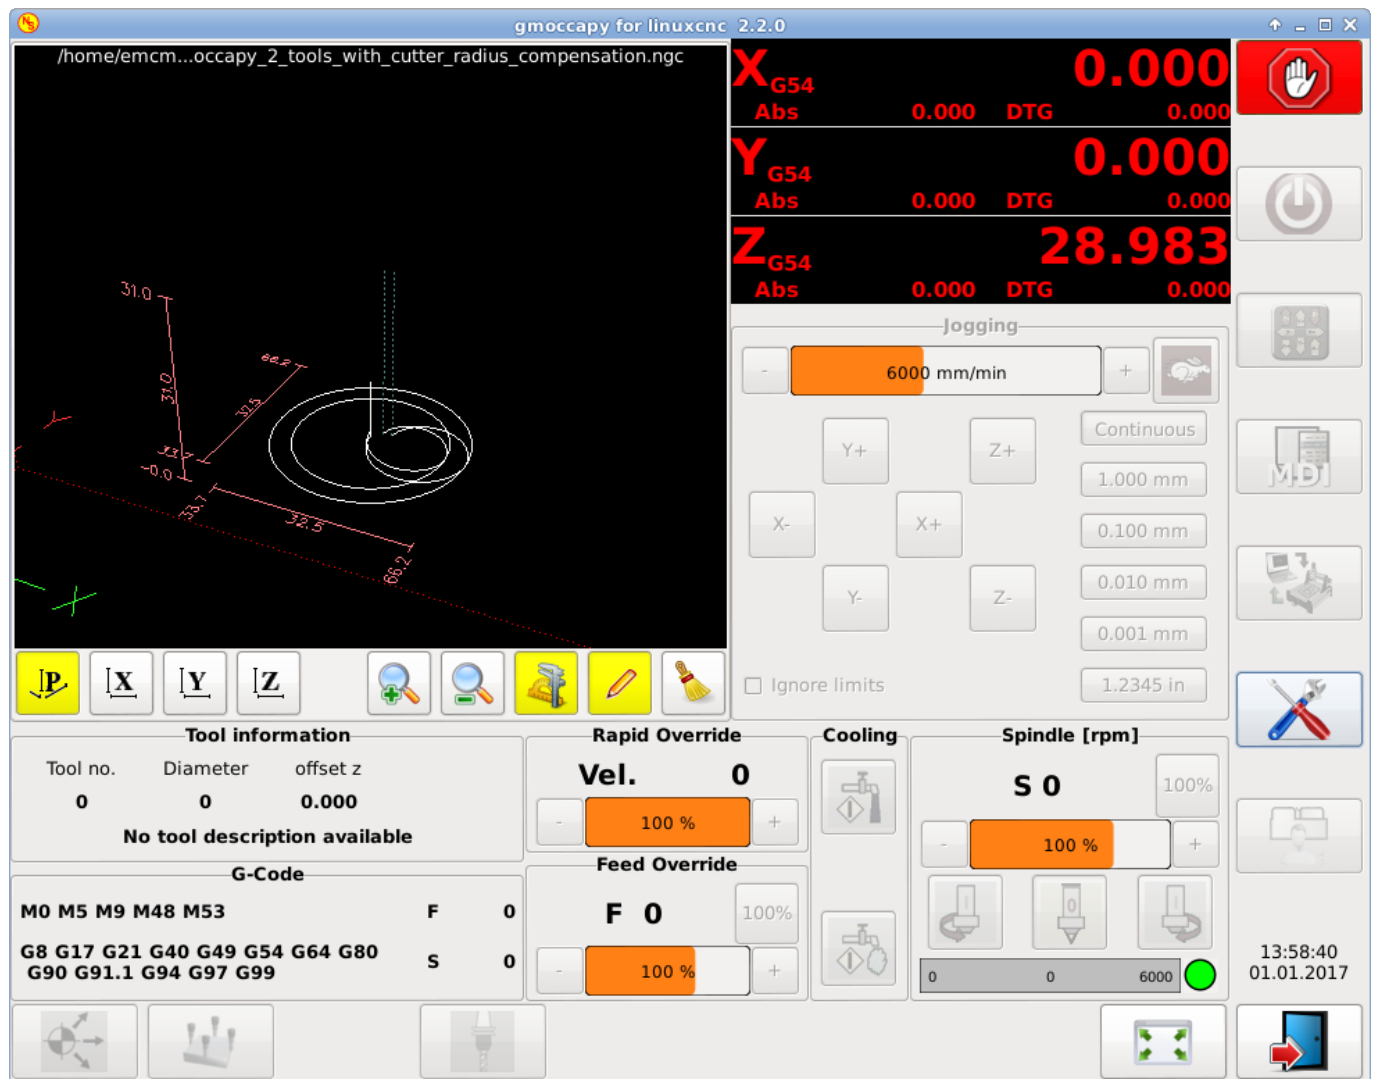 gmoccapy for linuxcnc 2.2.0
/home/emcm...occapy_2_tools_with_cutter_radius_compensation.ngc
X G54 0.000
Abs 0.000 DTG 0.000
Y G54 0.000
Abs 0.000 DTG 0.000
Z G54 28.983
Abs 0.000 DTG 0.000
31.0
31.0
66.2
32.5
33.7
-0.0
33.7
32.5
66.2
Y
X
Jogging
- 6000 mm/min +
Y+ Z+ Continuous
1.000 mm
X- X+ 0.100 mm
0.010 mm
Y- Z- 0.001 mm
Ignore limits 1.2345 in
MDI
P X Y Z
Tool information
Tool no. Diameter offset z
0 0 0.000
No tool description available
G-Code
M0 M5 M9 M48 M53 F 0
G8 G17 G21 G40 G49 G54 G64 G80
G90 G91.1 G94 G97 G99
S 0
Rapid Override
Vel. 0
- 100 % +
Feed Override
F 0 100%
- 100 % +
Cooling
Spindle [rpm]
S 0 100%
- 100 % +
I 0 I
0 0 6000
13:58:40
01.01.2017